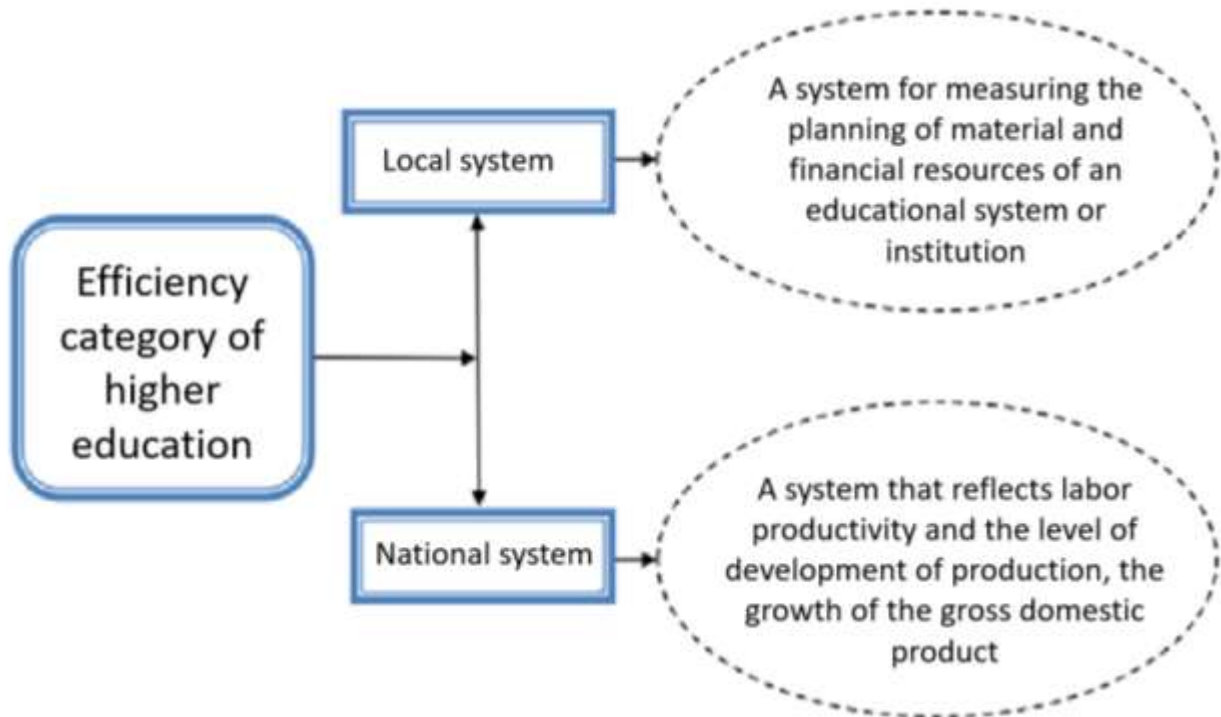 Efficiency
category of
higher
education
Local system
A system for measuring the
planning of material and
financial resources of an
educational system or
institution
National system
A system that reflects labor
productivity and the level of
development of production, the
growth of the gross domestic
product